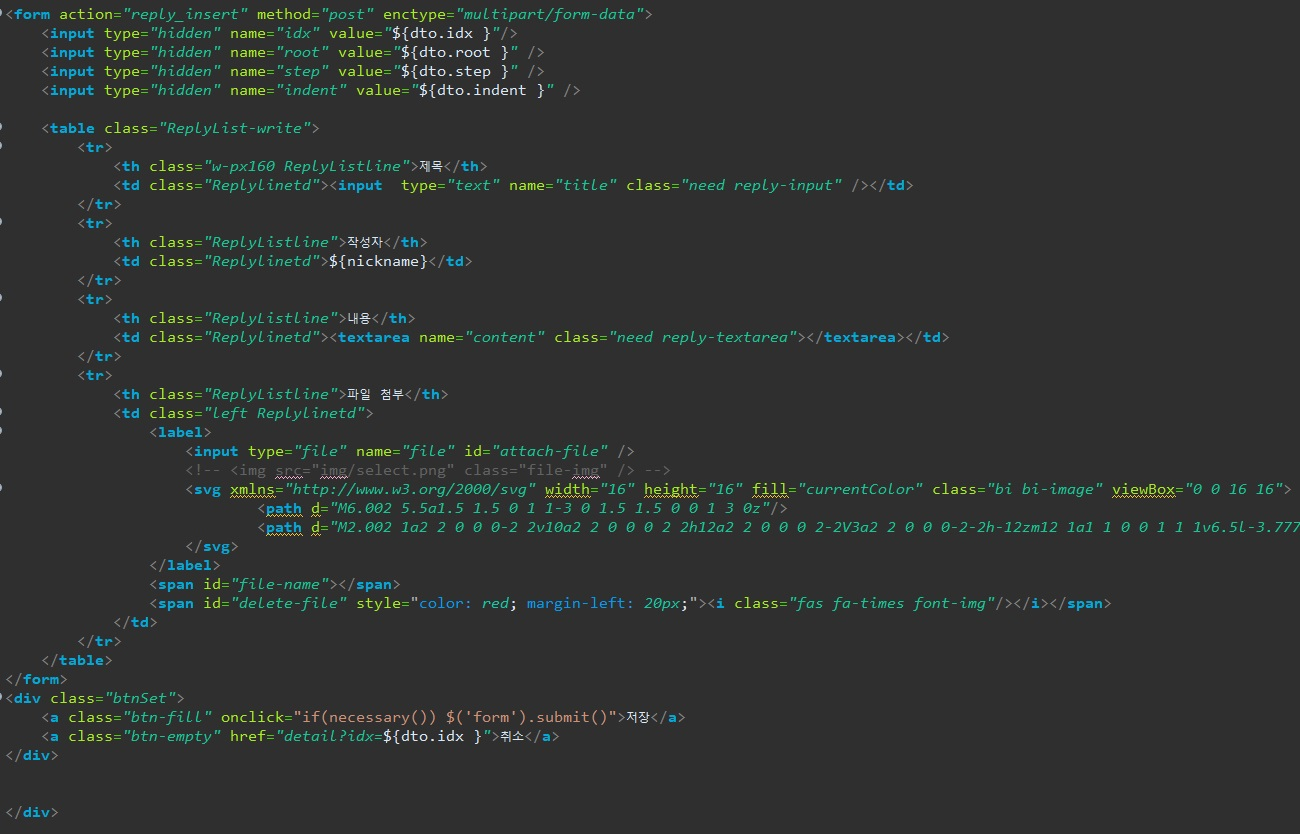 <form action="reply_insert" method="post" enctype="multipart/form-data">
<input type="hidden" name="idx" value="${dto.idx }"/>
<input type="hidden" name="root" value="${dto.root }" />
<input type="hidden" name="step" value="${dto.step }" />
<input type="hidden" name="indent" value="${dto.indent }" />
<table class="ReplyList-write">
<tr>
<th class="w-px160 ReplyListline">제목</th>
<td class="Replylinetd"><input  type="text" name="title" class="need reply-input" /></td>
</tr>
<tr>
<th class="ReplyListline">작성자</th>
<td class="Replylinetd">${nickname}</td>
</tr>
<tr>
<th class="ReplyListline">내용</th>
<td class="Replylinetd"><textarea name="content" class="need reply-textarea"></textarea></td>
</tr>
<tr>
<th class="ReplyListline">파일 첨부</th>
<td class="left Replylinetd">
<label>
<input type="file" name="file" id="attach-file" />
<!-- <img src="img/select.png" class="file-img" /> -->
<svg xmlns="http://www.w3.org/2000/svg" width="16" height="16" fill="currentColor" class="bi bi-image" viewBox="0 0 16 16">
<path d="M6.002 5.5a1.5 1.5 0 1 1-3 0 1.5 1.5 0 0 1 3 0z"/>
<path d="M2.002 1a2 2 0 0 0-2 2v10a2 2 0 0 0 2 2h12a2 2 0 0 0 2-2V3a2 2 0 0 0-2-2h-12zm12 1a1 1 0 0 1 1 1v6.5l-3.777
</svg>
</label>
<span id="file-name"></span>
<span id="delete-file" style="color: red; margin-left: 20px;"><i class="fas fa-times font-img"/></i></span>
</td>
</tr>
</table>
</form>
<div class="btnSet">
<a class="btn-fill" onclick="if(necessary()) $('form').submit()">저장</a>
<a class="btn-empty" href="detail?idx=${dto.idx }">취소</a>
</div>
</div>